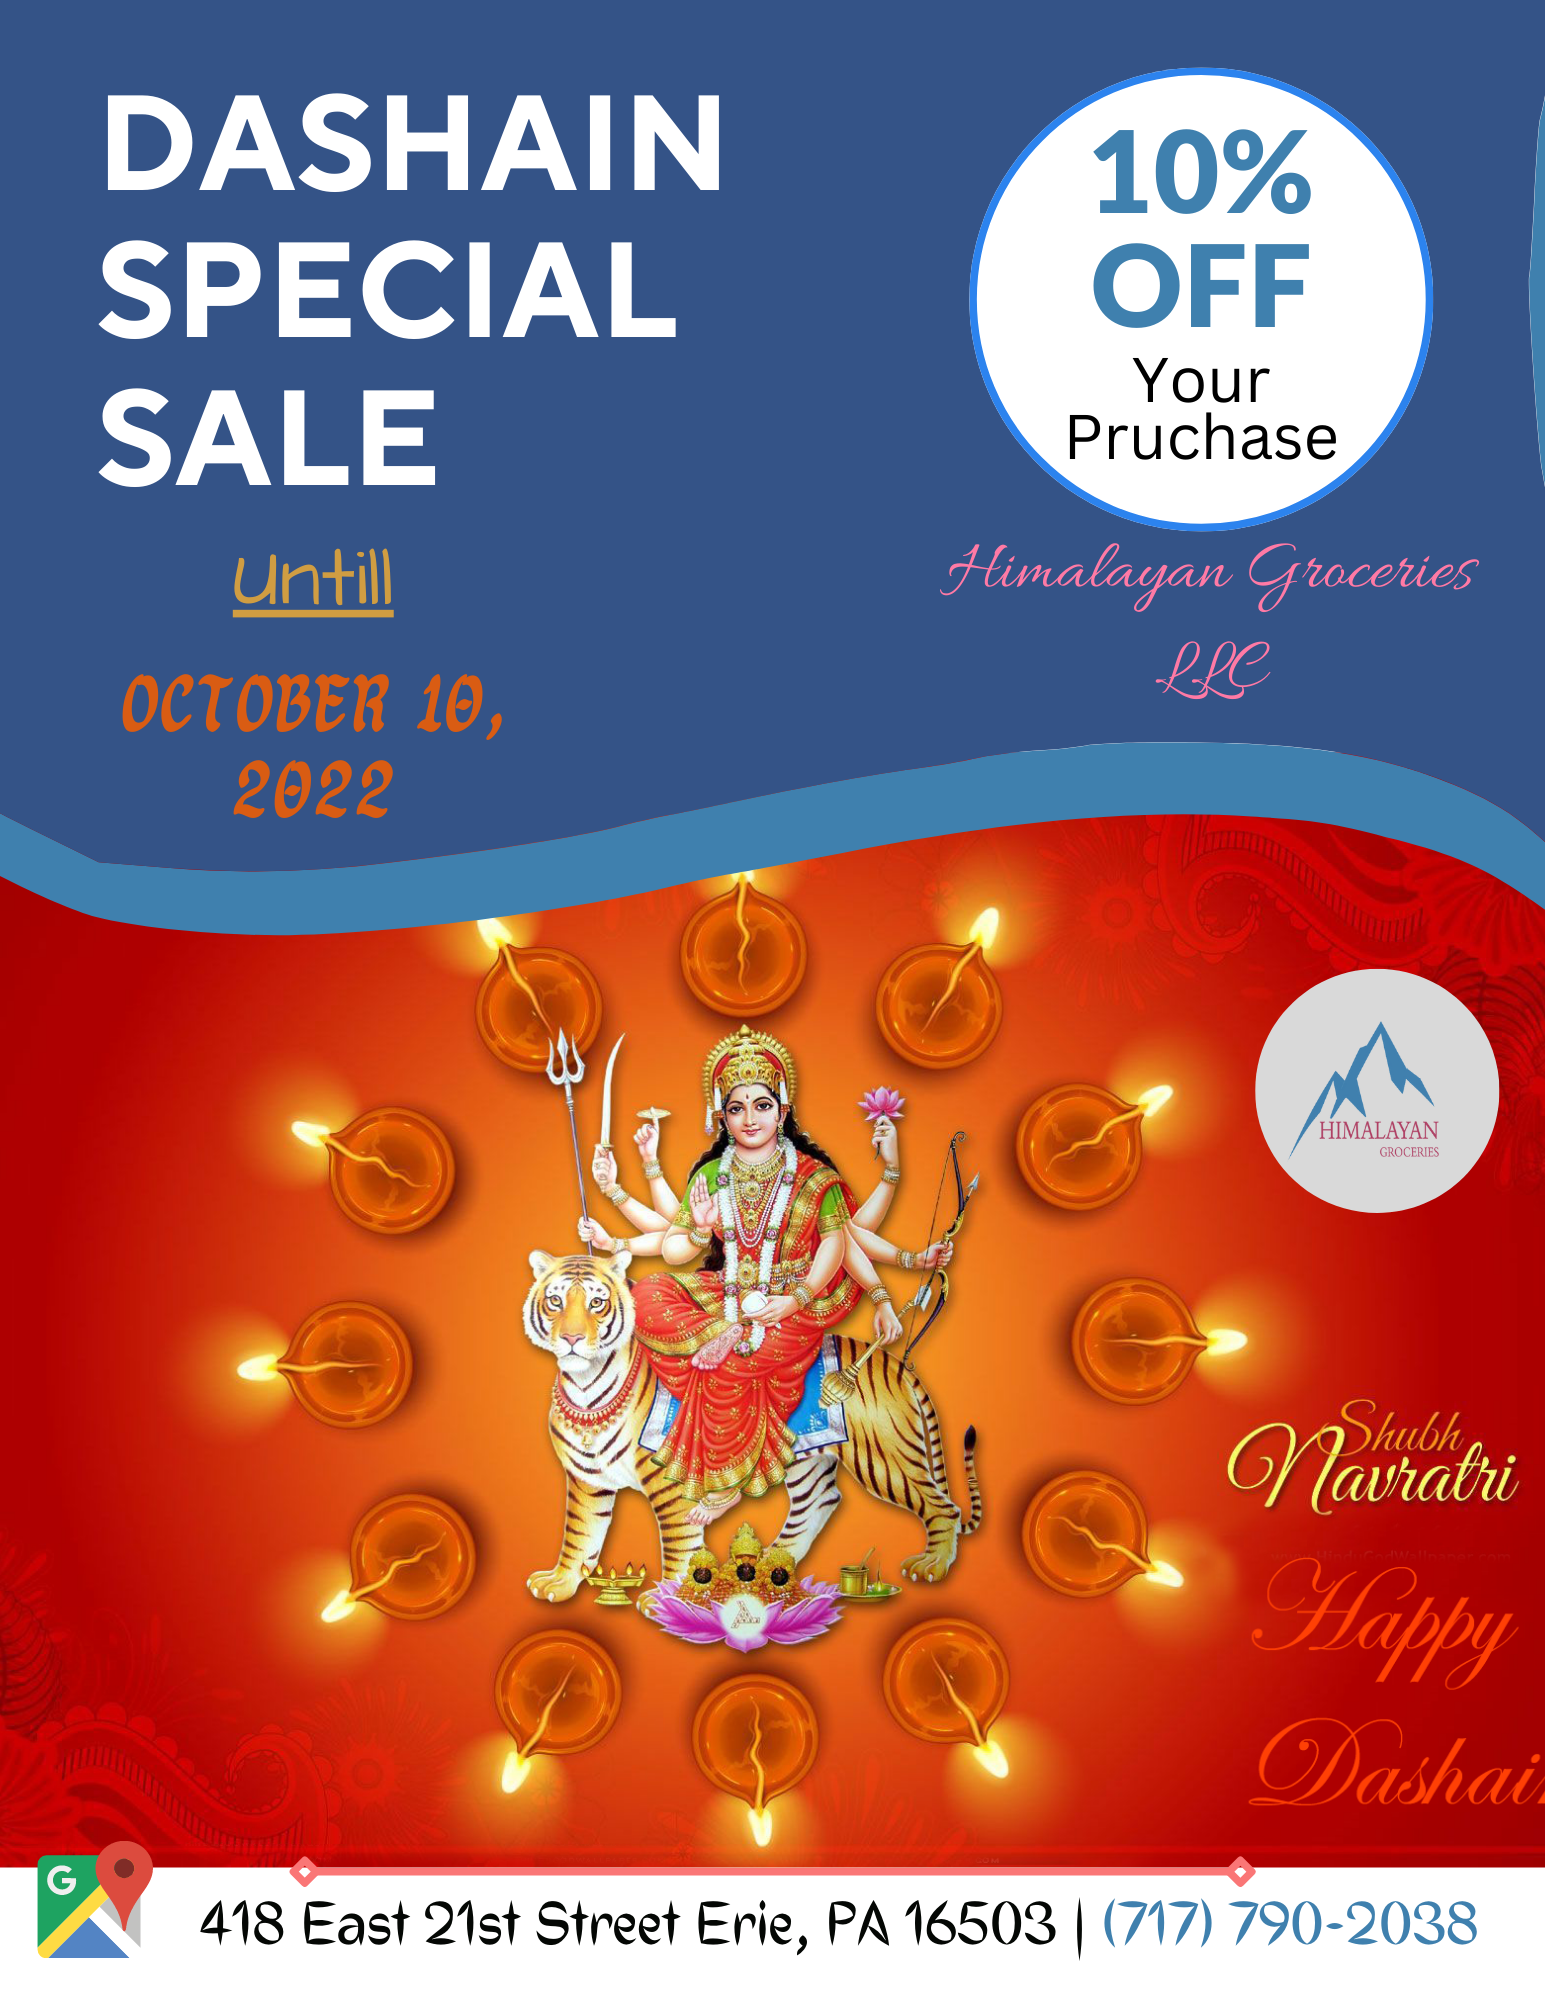 DASHAIN
SPECIAL
SALE
Untill
OCTOBER 10,
2022
10%
OFF
Your
Pruchase
Himalayan Groceries
LLC
HIMALAYAN
GROCERIES
Shubh
Navratri
Happy
Dashain
G
418 East 21st Street Erie, PA 16503 | (717) 790-2038